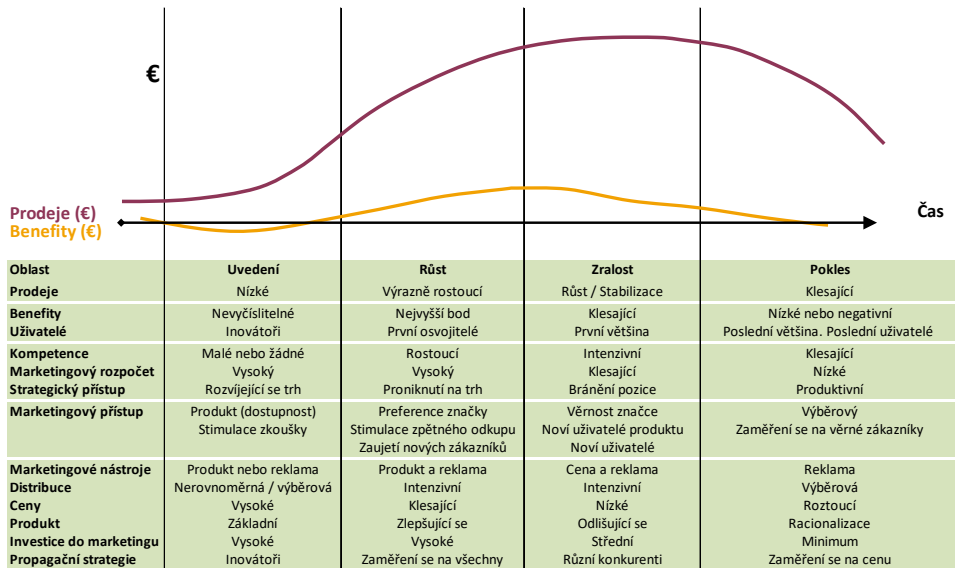 €
Prodeje (€)
Benefity (€)
Čas
Oblast Uvedení Růst Zralost Pokles
Prodeje Nízké Výrazně rostoucí Růst / Stabilizace Klesající
Benefity Nevyčíslitelné Nejvyšší bod Klesající Nízké nebo negativní
Uživatelé Inovátoři První osvojitelé První většina Poslední většina. Poslední uživatelé
Kompetence Malé nebo žádné Rostoucí Intenzivní Klesající
Marketingový rozpočet Vysoký Vysoký Klesající Nízké
Strategický přístup Rozvíjející se trh Proniknutí na trh Bránění pozice Produktivní
Marketingový přístup Produkt (dostupnost) Preference značky Věrnost značce Výběrový
Stimulace zkoušky Stimulace zpětného odkupu Noví uživatelé produktu Zaměření se na věrné zákazníky
Zaujetí nových zákazníků Noví uživatelé
Marketingové nástroje Produkt nebo reklama Produkt a reklama Cena a reklama Reklama
Distribuce Nerovnoměrná / výběrová Intenzivní Intenzivní Výběrová
Ceny Vysoké Klesající Nízké Roztoucí
Produkt Základní Zlepšující se Odlišující se Racionalizace
Investice do marketingu Vysoké Vysoké Střední Minimum
Propagační strategie Inovátoři Zaměření se na všechny Různí konkurenti Zaměření se na cenu